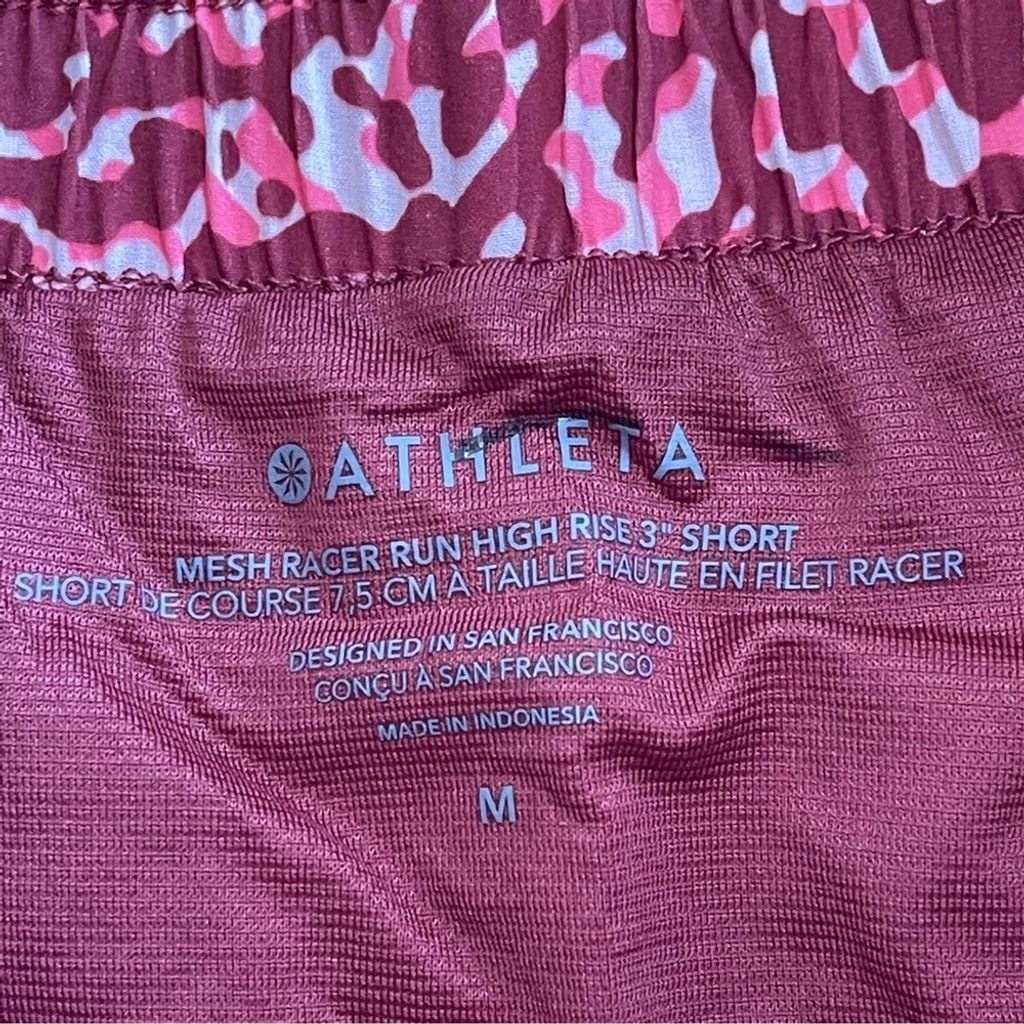 ATHLETA
MESH RACER RUN HIGH RISE 3" SHORT
SHORT DE COURSE 7,5 CM À TAILLE HAUTE EN FILET RACER
DESIGNED IN SAN FRANCISCO
CONÇU À SAN FRANCISCO
MADE IN INDONESIA
M